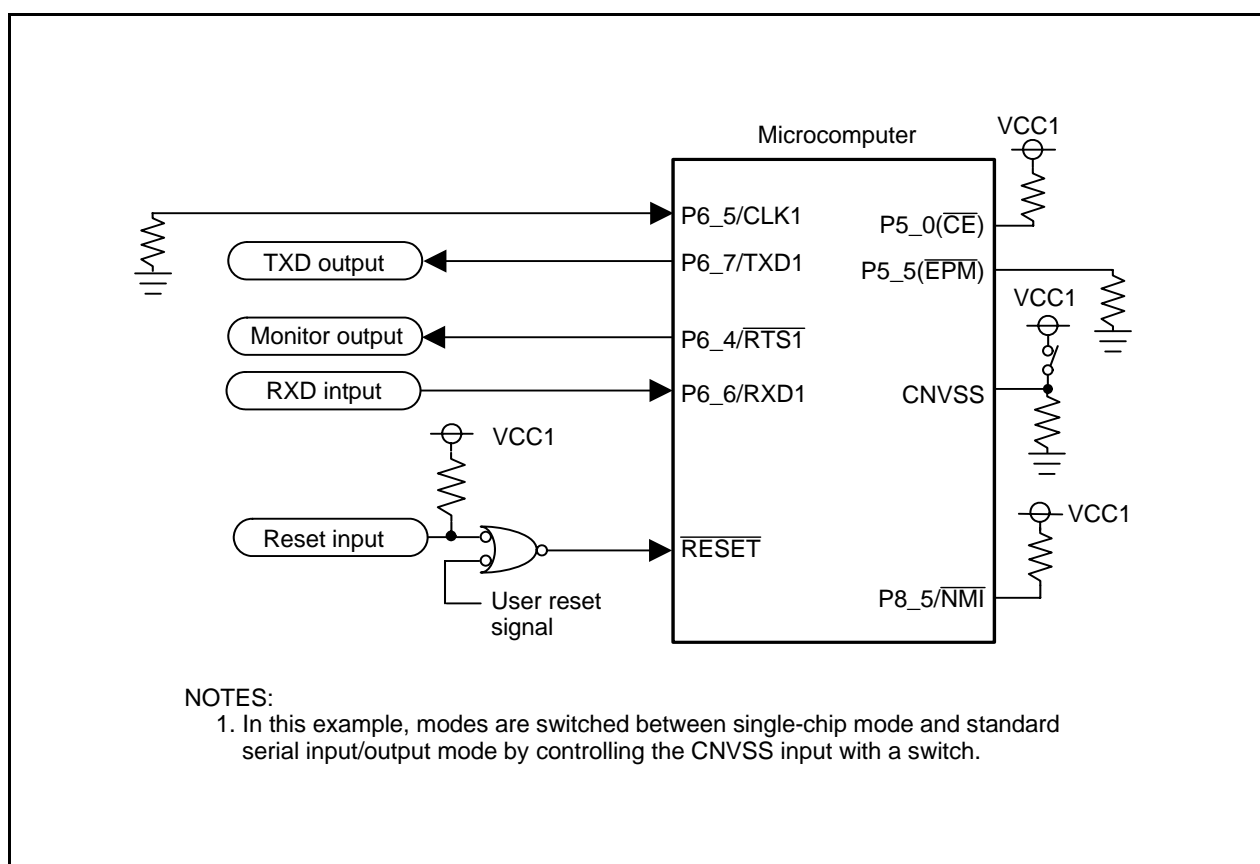 Microcomputer
VCC1
P6_5/CLK1
P5_0(CE)
TXD output
P6_7/TXD1
P5_5(EPM)
VCC1
Monitor output
P6_4/RTS1
RXD intput
P6_6/RXD1
CNVSS
VCC1
VCC1
Reset input
RESET
User reset
signal
P8_5/NMI
NOTES:
1. In this example, modes are switched between single-chip mode and standard
serial input/output mode by controlling the CNVSS input with a switch.